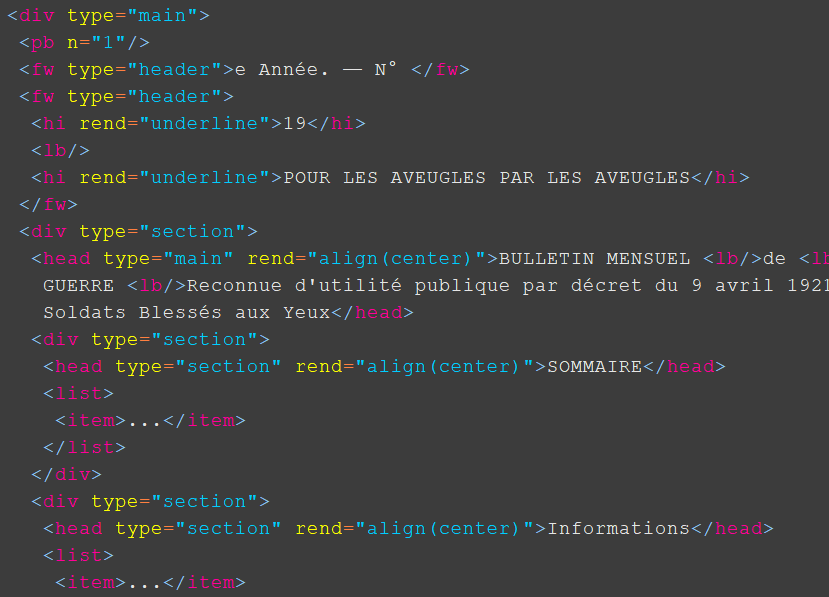 <div type="main">
<pb n="1"/>
<fw type="header">e Année. — N° </fw>
<fw type="header">
<hi rend="underline">19</hi>
<lb/>
<hi rend="underline">POUR LES AVEUGLES PAR LES AVEUGLES</hi>
</fw>
<div type="section">
<head type="main" rend="align(center)">BULLETIN MENSUEL <lb/>de <lb
GUERRE <lb/>Reconnue d'utilité publique par décret du 9 avril 1921
Soldats Blessés aux Yeux</head>
<div type="section">
<head type="section" rend="align(center)">SOMMAIRE</head>
<list>
<item>...</item>
</list>
</div>
<div type="section">
<head type="section" rend="align(center)">Informations</head>
<list>
<item>...</item>